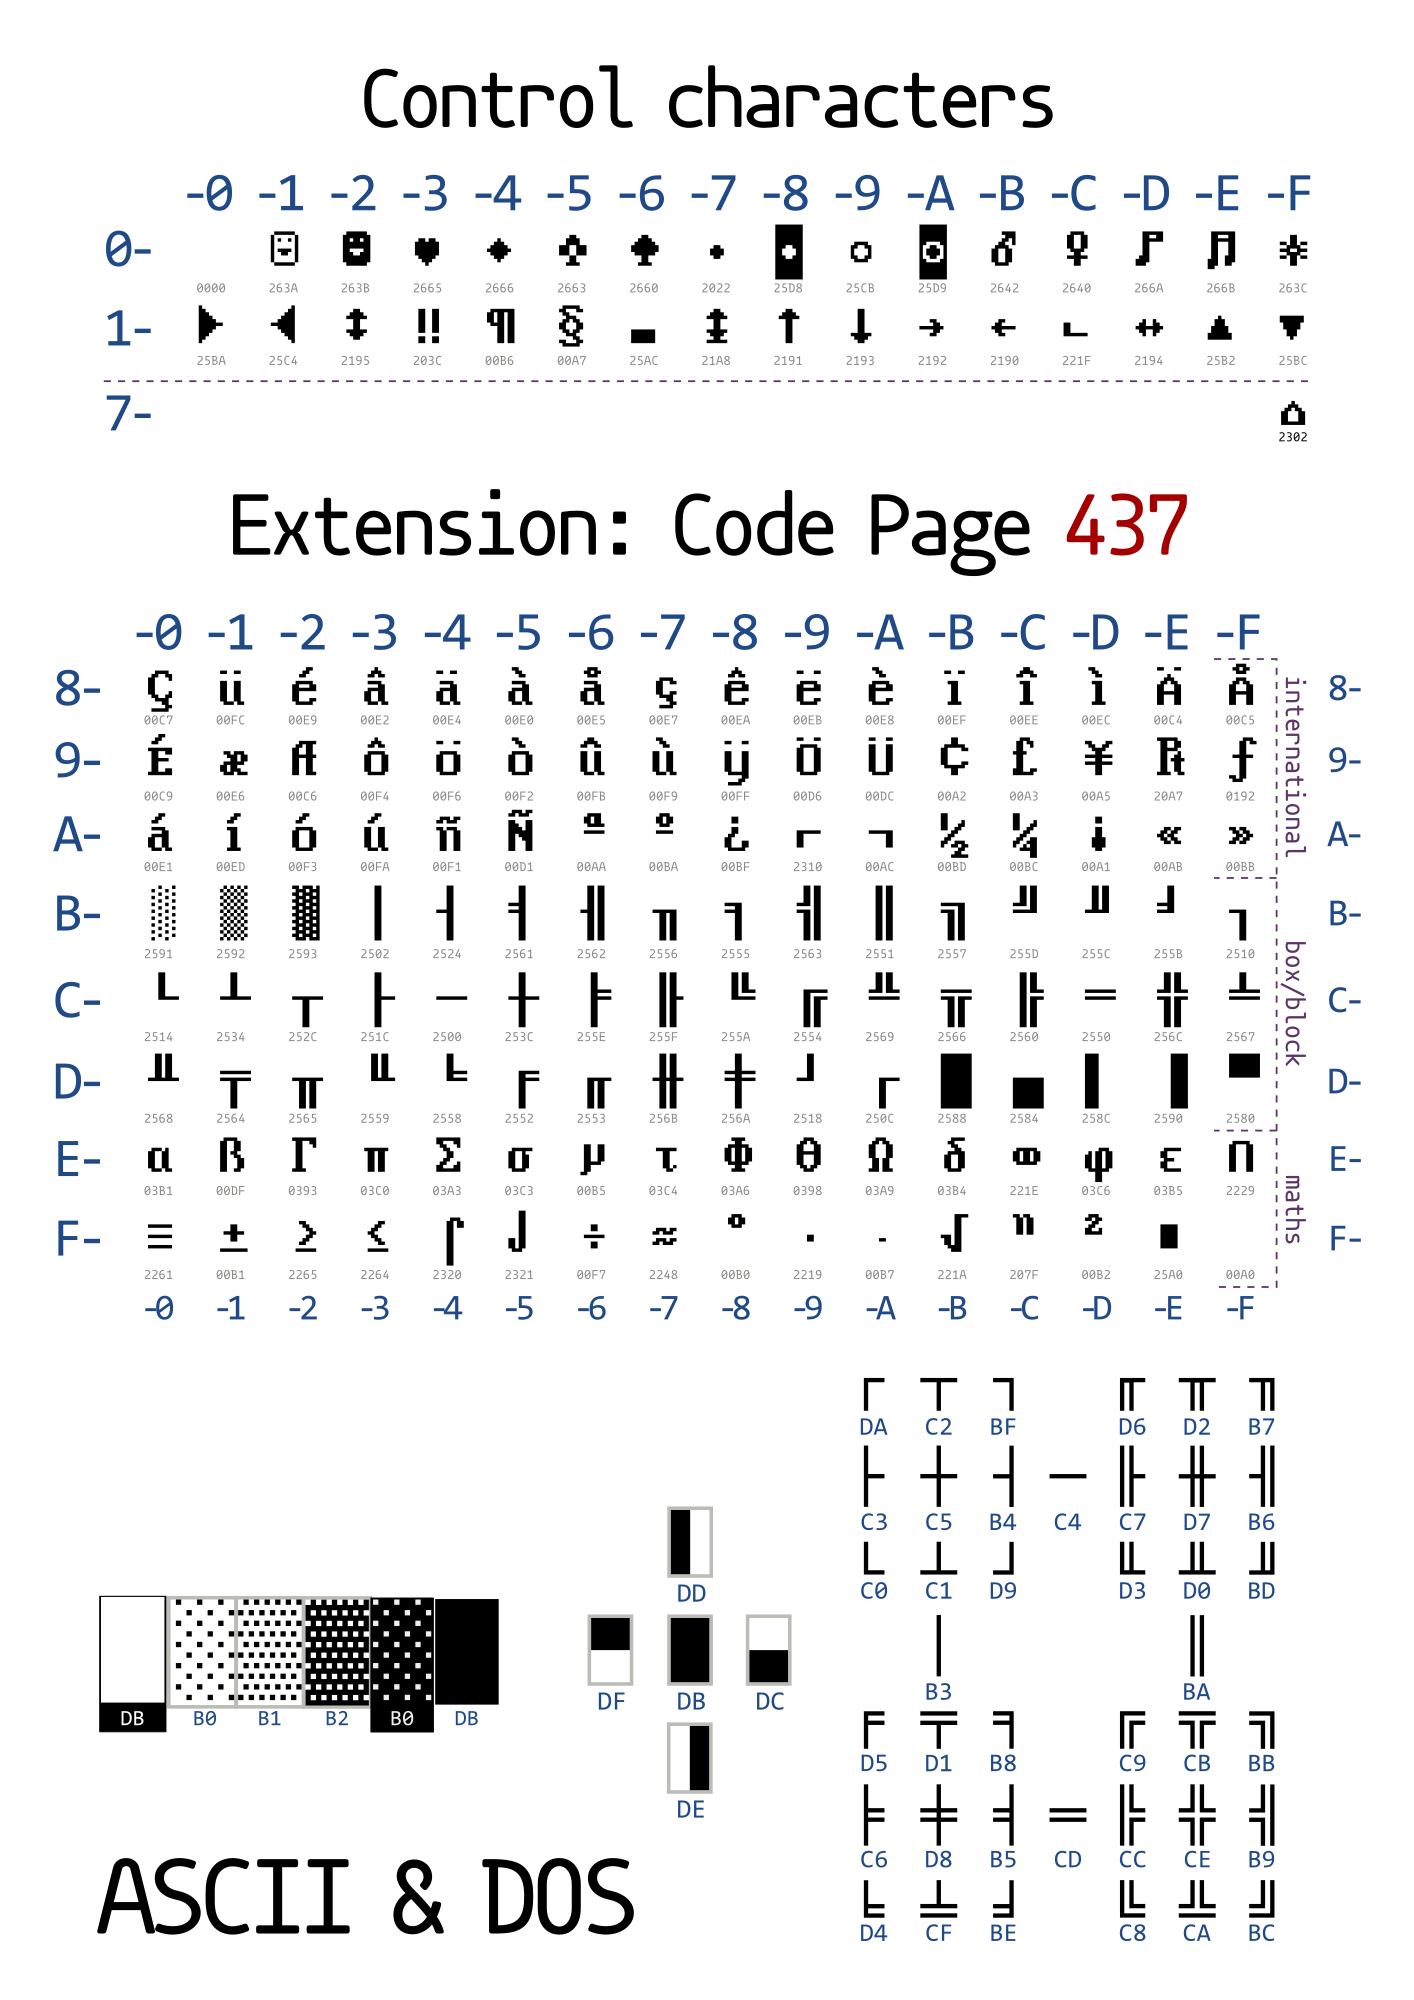 Control characters
-0 -1 -2 -3 -4 -5 -6 -7 -8 -9 -A -B -C -D -E -F
0- ☺ ☻ ♥ ♦ ♣ ♠ • ◘ ○ ◙ ♂ ♀ ♪ ♫ ☼
0000 263A 263B 2665 2666 2663 2660 2022 25D8 25CB 25D9 2642 2640 266A 266B 263C
1- ► ◄ ↕ ‼ ¶ § ▬ ↨ ↑ ↓ → ← ∟ ↔ ▲ ▼
25BA 25C4 2195 203C 00B6 00A7 25AC 21A8 2191 2193 2192 2190 221F 2194 25B2 25BC
7- ⌂
2302
Extension: Code Page 437
-0 -1 -2 -3 -4 -5 -6 -7 -8 -9 -A -B -C -D -E -F
8- Ç ü é â ä à å ç ê ë è ï î ì Ä Å 8-
00C7 00FC 00E9 00E2 00E4 00E0 00E5 00E7 00EA 00EB 00E8 00EF 00EE 00EC 00C4 00C5
9- É æ Æ ô ö ò û ù ÿ Ö Ü ¢ £ ¥ ₧ ƒ 9-
00C9 00E6 00C6 00F4 00F6 00F2 00FB 00F9 00FF 00D6 00DC 00A2 00A3 00A5 20A7 0192
international
A- á í ó ú ñ Ñ ª º ¿ ⌐ ¬ ½ ¼ ¡ « » A-
00E1 00ED 00F3 00FA 00F1 00D1 00AA 00BA 00BF 2310 00AC 00BD 00BC 00A1 00AB 00BB
B- ░ ▒ ▓ │ ┤ ╡ ╢ ╖ ╕ ╣ ║ ╗ ╝ ╜ ╛ ┐ B-
2591 2592 2593 2502 2524 2561 2562 2556 2555 2563 2551 2557 255D 255C 255B 2510
C- └ ┴ ┬ ├ ─ ┼ ╞ ╟ ╚ ╔ ╩ ╦ ╠ ═ ╬ ╧ C-
2514 2534 252C 251C 2500 253C 255E 255F 255A 2554 2569 2566 2560 2550 256C 2567
box/block
D- ╨ ╤ ╥ ╙ ╘ ╒ ╓ ╫ ╪ ┘ ┌ █ ▄ ▌ ▐ ▀ D-
2568 2564 2565 2559 2558 2552 2553 256B 256A 2518 250C 2588 2584 258C 2590 2580
E- α ß Γ π Σ σ µ τ Φ Θ Ω δ ∞ φ ε ∩ E-
03B1 00DF 0393 03C0 03A3 03C3 00B5 03C4 03A6 0398 03A9 03B4 221E 03C6 03B5 2229
maths
F- ≡ ± ≥ ≤ ⌠ ⌡ ÷ ≈ ° ∙ · √ ⁿ ² ■ F-
2261 00B1 2265 2264 2320 2321 00F7 2248 00B0 2219 00B7 221A 207F 00B2 25A0 00A0
-0 -1 -2 -3 -4 -5 -6 -7 -8 -9 -A -B -C -D -E -F
┌ ┬ ┐ ╓ ╥ ╖
DA C2 BF D6 D2 B7
├ ┼ ┤ ─ ╟ ╫ ╢
C3 C5 B4 C4 C7 D7 B6
└ ┴ ┘ ╙ ╨ ╜
C0 C1 D9 D3 D0 BD
│ ║
B3 BA
╒ ╤ ╕ ╔ ╦ ╗
D5 D1 B8 C9 CB BB
╞ ╪ ╡ ═ ╠ ╬ ╣
C6 D8 B5 CD CC CE B9
╘ ╧ ╛ ╚ ╩ ╝
D4 CF BE C8 CA BC
DD
DF DB DC
DE
DB B0 B1 B2 B0 DB
ASCII & DOS